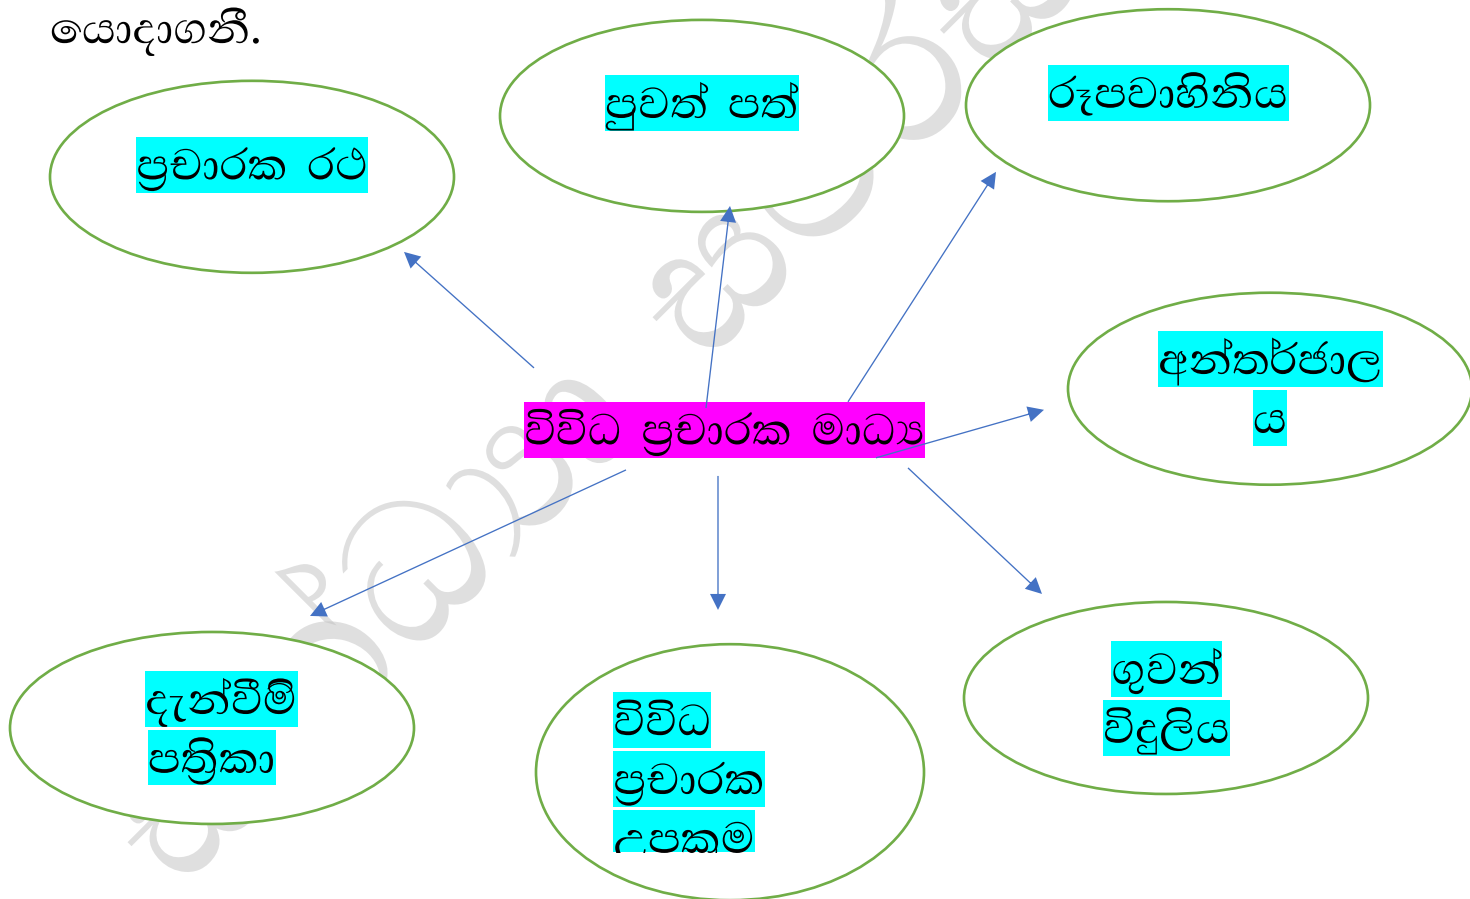 යොදාගනී.
පුවත් පත්
රූපවාහිනිය
ප්‍රචාරක රථ
අන්තර්ජාල
ය
විවිධ ප්‍රචාරක මාධ්‍ය
ගුවන්
විදුලිය
දැන්වීම්
පත්‍රිකා
විවිධ
ප්‍රචාරක
උපක්‍රම